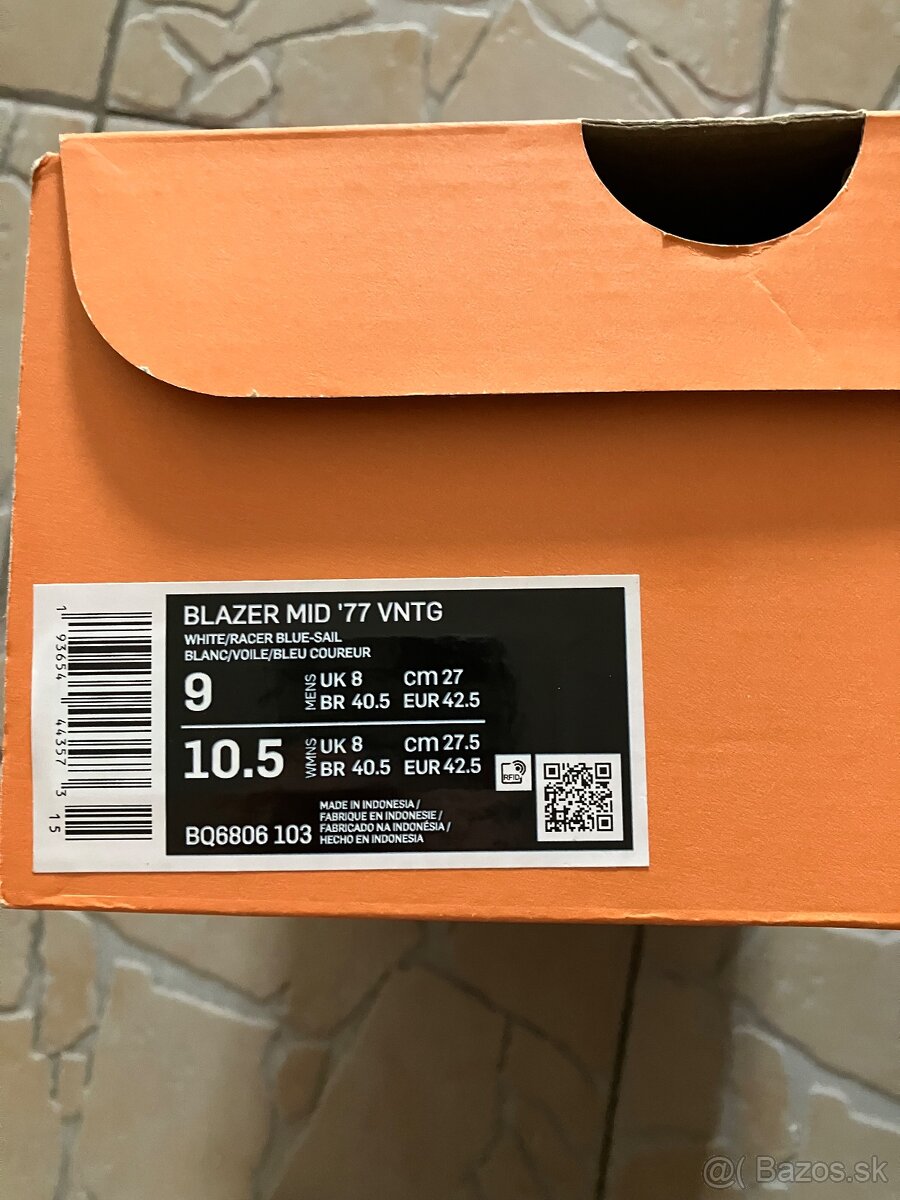 BLAZER MID '77 VNTG
WHITE/RACER BLUE-SAIL
BLANC/VOILE/BLEU COUREUR
9 MENS UK 8 cm 27
BR 40.5 EUR 42.5
10.5 WMNS UK 8 cm 27.5
BR 40.5 EUR 42.5
RFID
BQ6806 103
MADE IN INDONESIA /
FABRIQUE EN INDONESIE /
FABRICADO NA INDONÉSIA /
HECHO EN INDONESIA
1 93654 44357 3
15
@( Bazos.sk